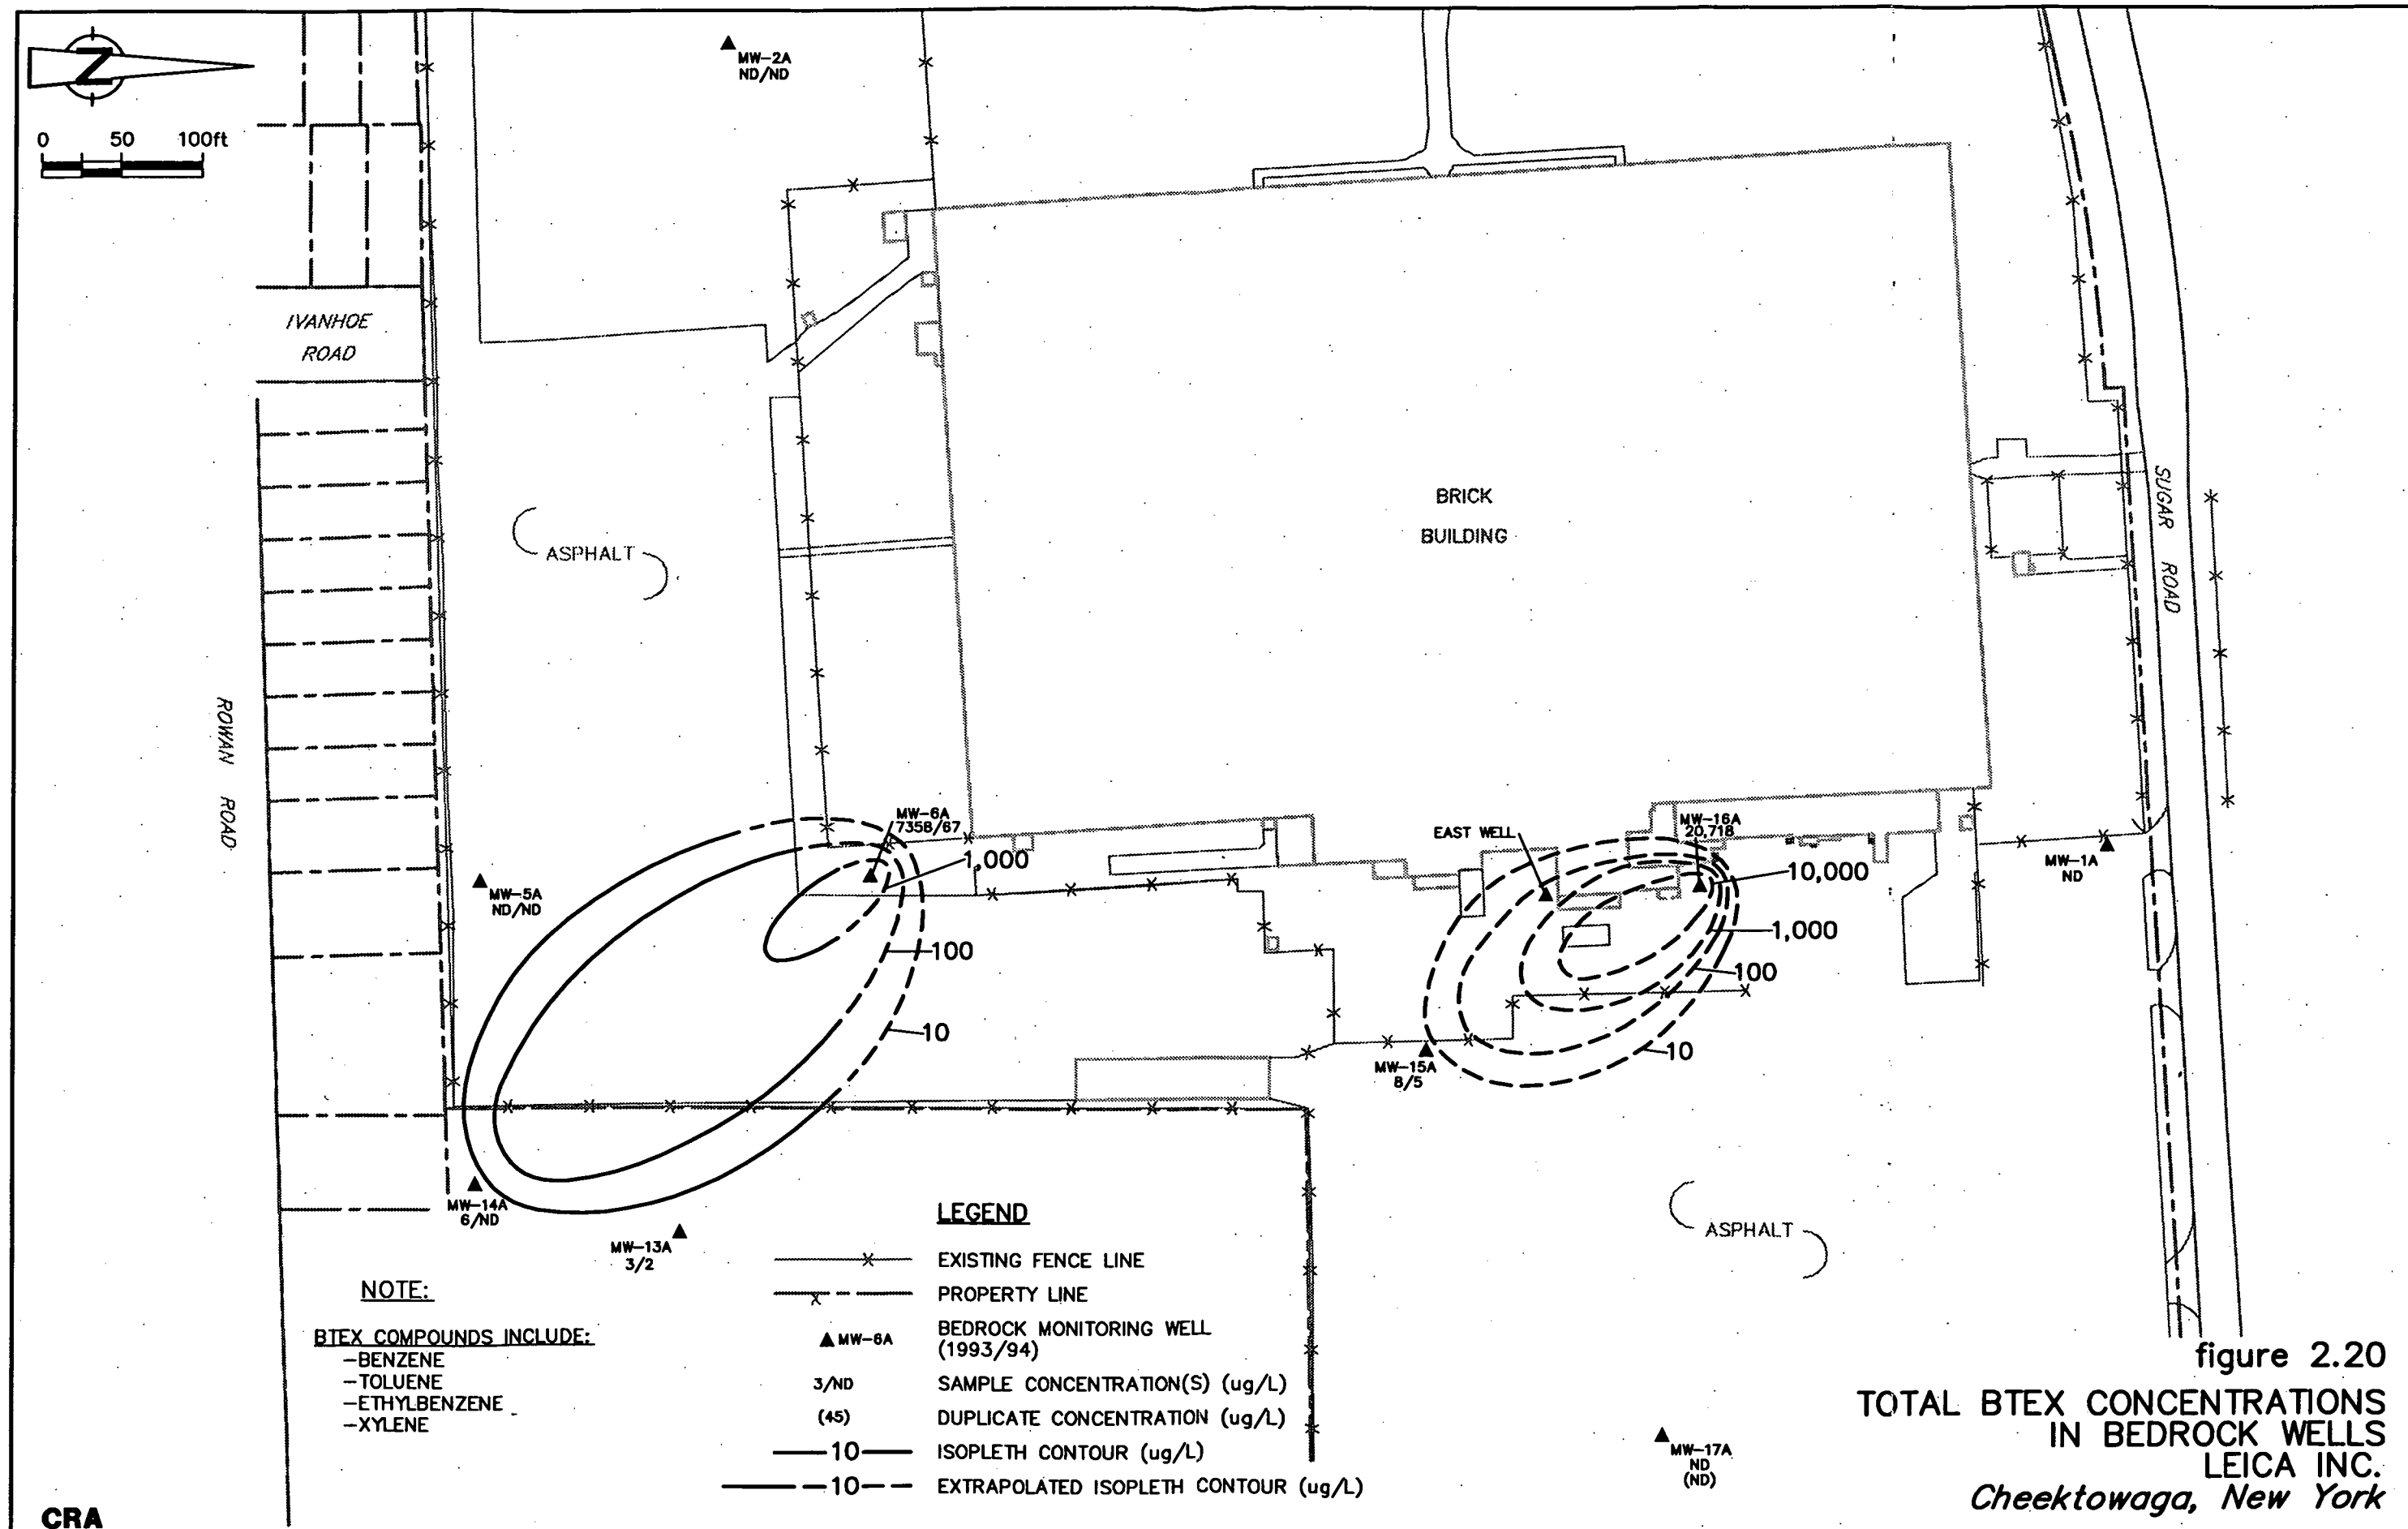 Z
0 50 100ft
MW-2A
ND/ND
IVANHOE
ROAD
ASPHALT
BRICK
BUILDING
SUGAR ROAD
ROWAN ROAD
MW-6A
7358/67
1,000
100
10
MW-5A
ND/ND
EAST WELL
MW-16A
20,718
10,000
1,000
100
10
MW-1A
ND
MW-15A
8/5
MW-14A
6/ND
MW-13A
3/2
ASPHALT
MW-17A
ND
(ND)
NOTE:
BTEX COMPOUNDS INCLUDE:
-BENZENE
-TOLUENE
-ETHYLBENZENE
-XYLENE
LEGEND
EXISTING FENCE LINE
PROPERTY LINE
MW-6A BEDROCK MONITORING WELL
(1993/94)
3/ND SAMPLE CONCENTRATION(S) (ug/L)
(45) DUPLICATE CONCENTRATION (ug/L)
10 ISOPLETH CONTOUR (ug/L)
10 EXTRAPOLATED ISOPLETH CONTOUR (ug/L)
figure 2.20
TOTAL BTEX CONCENTRATIONS
IN BEDROCK WELLS
LEICA INC.
Cheektowaga, New York
CRA